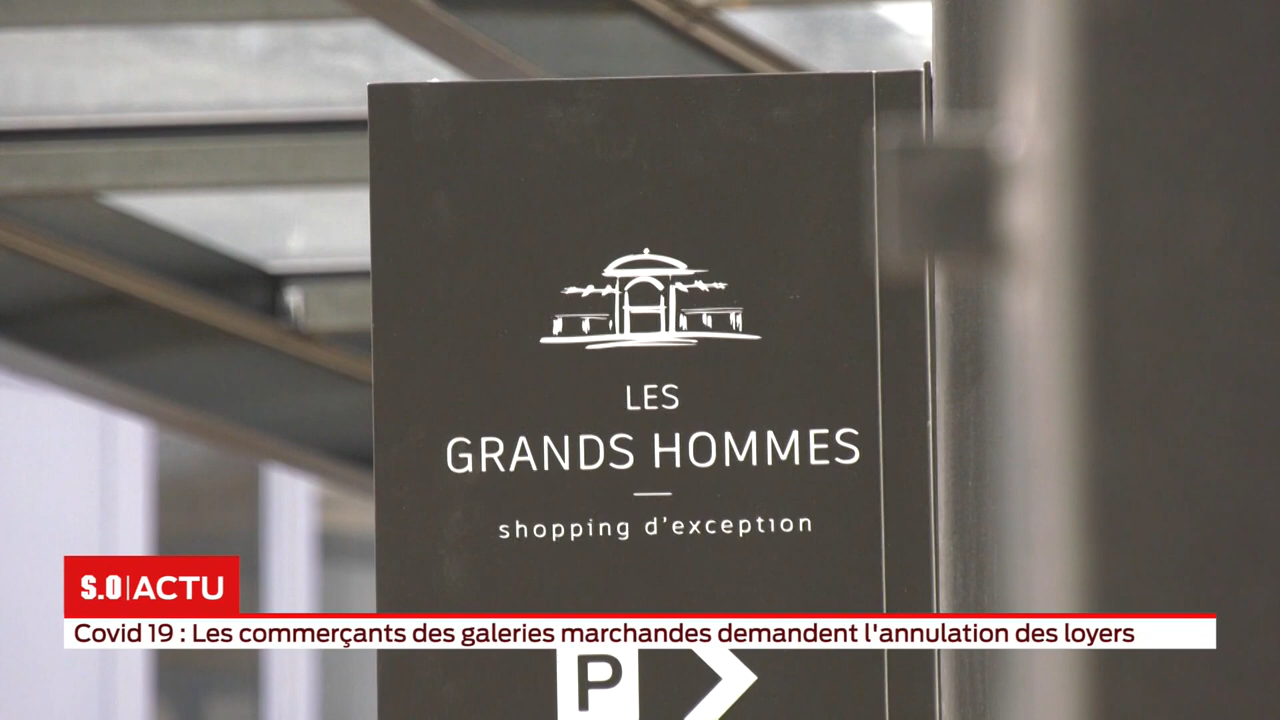 LES
GRANDS HOMMES
shopping d'exception
S.O|ACTU
Covid 19 : Les commerçants des galeries marchandes demandent l'annulation des loyers
P